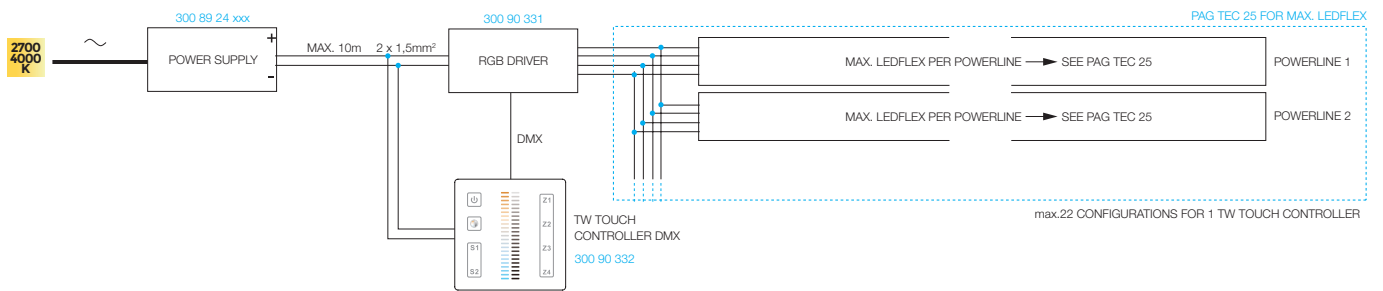 300 89 24 xxx
300 90 331
PAG TEC 25 FOR MAX. LEDFLEX
2700
4000
K
+
-
POWER SUPPLY
MAX. 10m 2 x 1,5mm²
RGB DRIVER
MAX. LEDFLEX PER POWERLINE SEE PAG TEC 25
POWERLINE 1
MAX. LEDFLEX PER POWERLINE SEE PAG TEC 25
POWERLINE 2
DMX
S1
S2
Z1
Z2
Z3
Z4
TW TOUCH
CONTROLLER DMX
300 90 332
max.22 CONFIGURATIONS FOR 1 TW TOUCH CONTROLLER